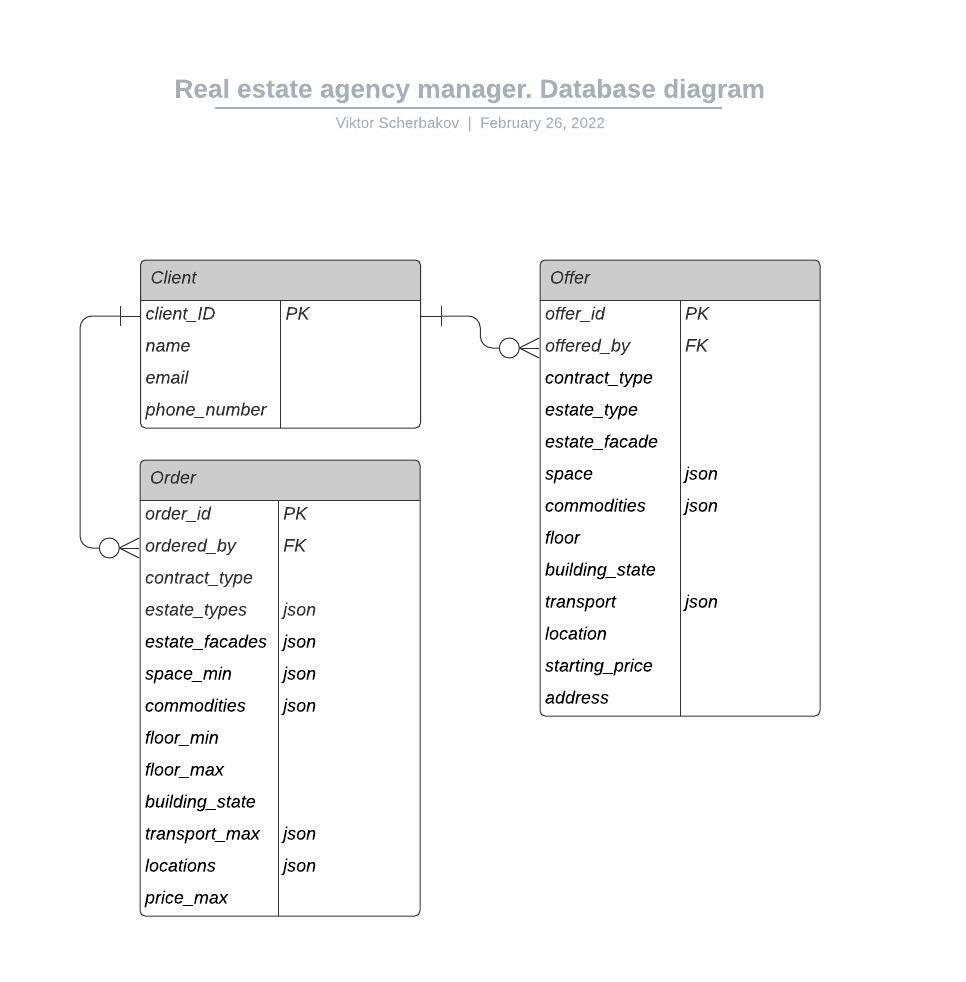 Real estate agency manager. Database diagram
Viktor Scherbakov | February 26, 2022
Client
client_ID PK
name
email
phone_number
Order
order_id PK
ordered_by FK
contract_type
estate_types json
estate_facades json
space_min json
commodities json
floor_min
floor_max
building_state
transport_max json
locations json
price_max
Offer
offer_id PK
offered_by FK
contract_type
estate_type
estate_facade
space json
commodities json
floor
building_state
transport json
location
starting_price
address